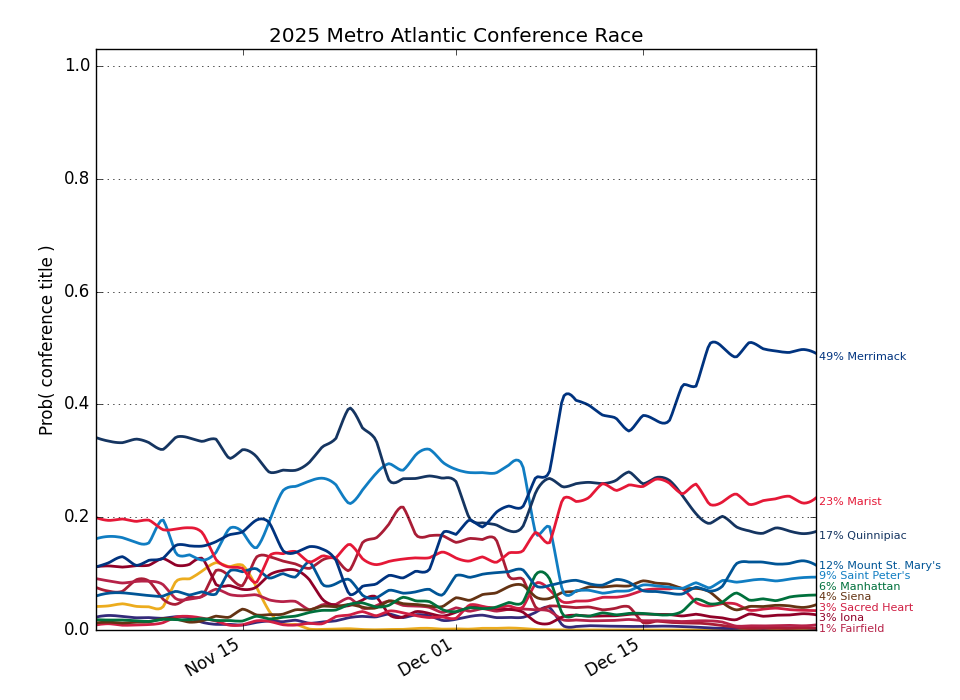 2025 Metro Atlantic Conference Race
Prob( conference title )
1.0
0.8
0.6
0.4
0.2
0.0
Nov 15
Dec 01
Dec 15
49% Merrimack
23% Marist
17% Quinnipiac
12% Mount St. Mary's
9% Saint Peter's
6% Manhattan
4% Siena
3% Sacred Heart
3% Iona
1% Fairfield